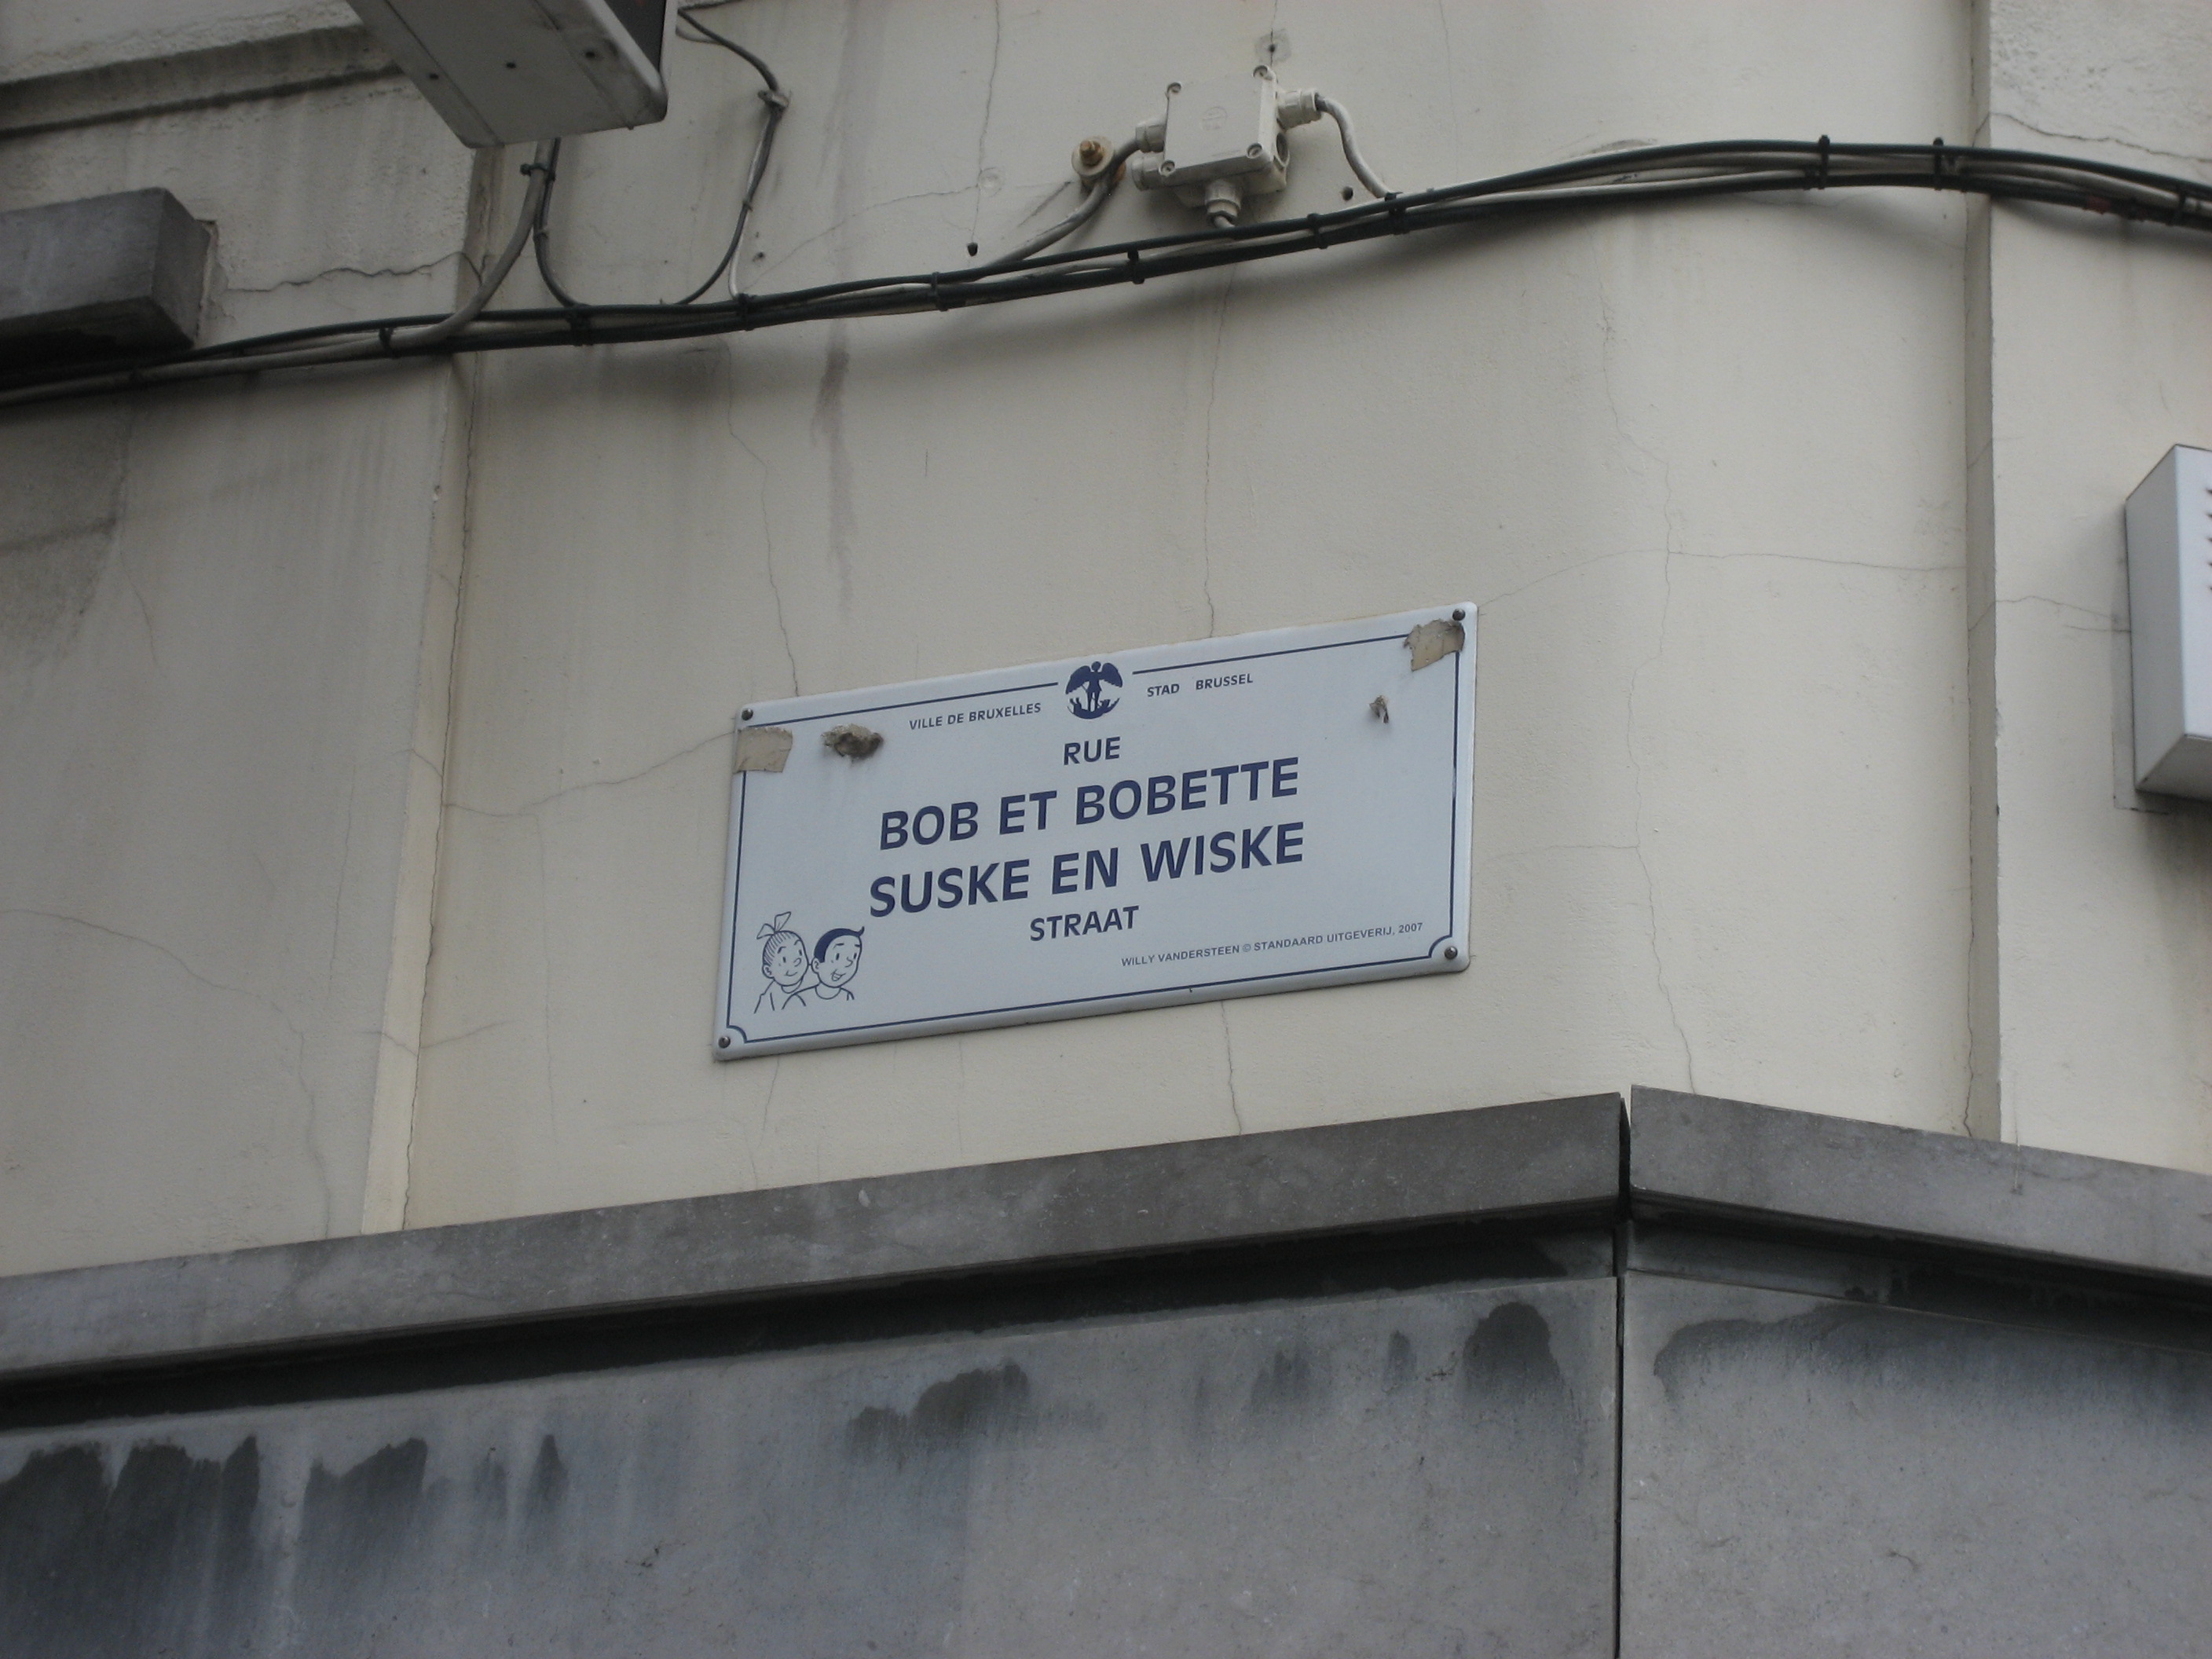 VILLE DE BRUXELLES STAD BRUSSEL
RUE
BOB ET BOBETTE
SUSKE EN WISKE
STRAAT
WILLY VANDERSTEEN © STANDAARD UITGEVERIJ, 2007